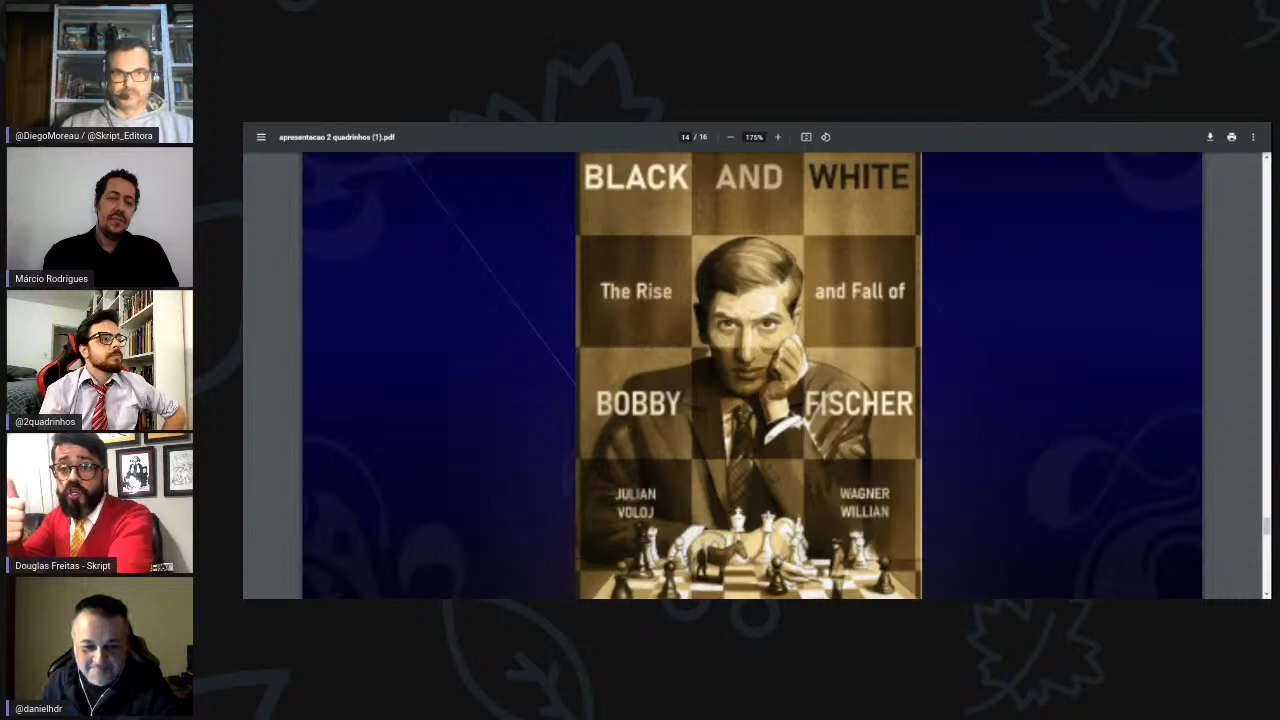 @DiegoMoreau / @Skript_Editora
Márcio Rodrigues
@2quadrinhos
Douglas Freitas - Skript
@danielhdr
apresentacao 2 quadrinhos (1).pdf
14 / 16
175%
BLACK AND WHITE
The Rise and Fall of
BOBBY FISCHER
JULIAN
VOLOJ
WAGNER
WILLIAN